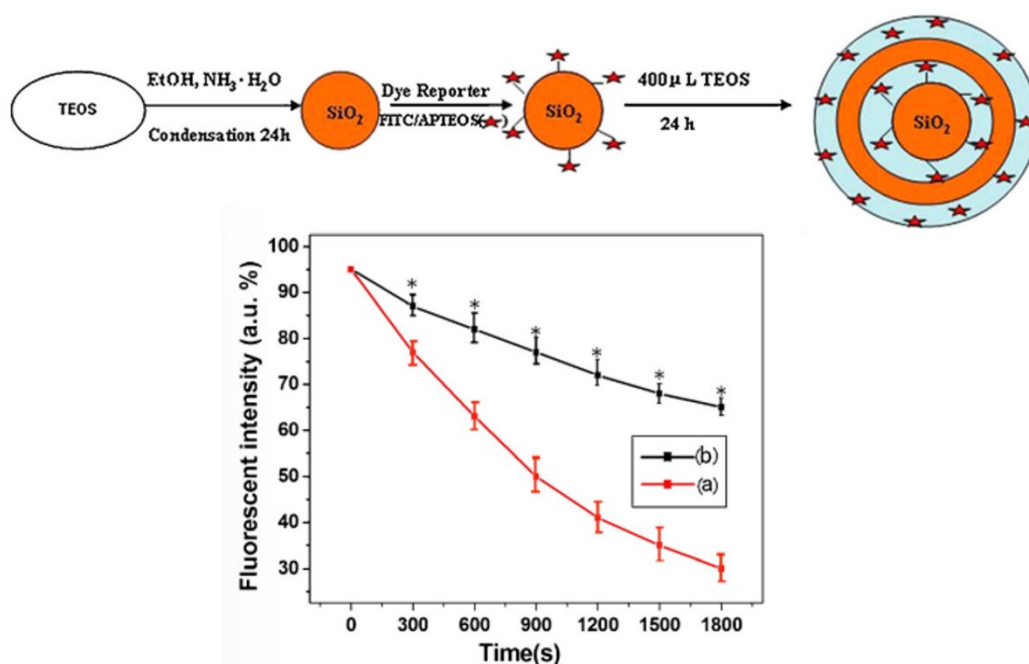 TEOS
EtOH, NH₃ · H₂O
Condensation 24h
SiO₂
Dye Reporter
FITC/APTEOS( )
SiO₂
400μ L TEOS
24 h
SiO₂
Fluorescent intensity (a.u. %)
100
90
80
70
60
50
40
30
* * * * * *
(b)
(a)
0 300 600 900 1200 1500 1800
Time(s)